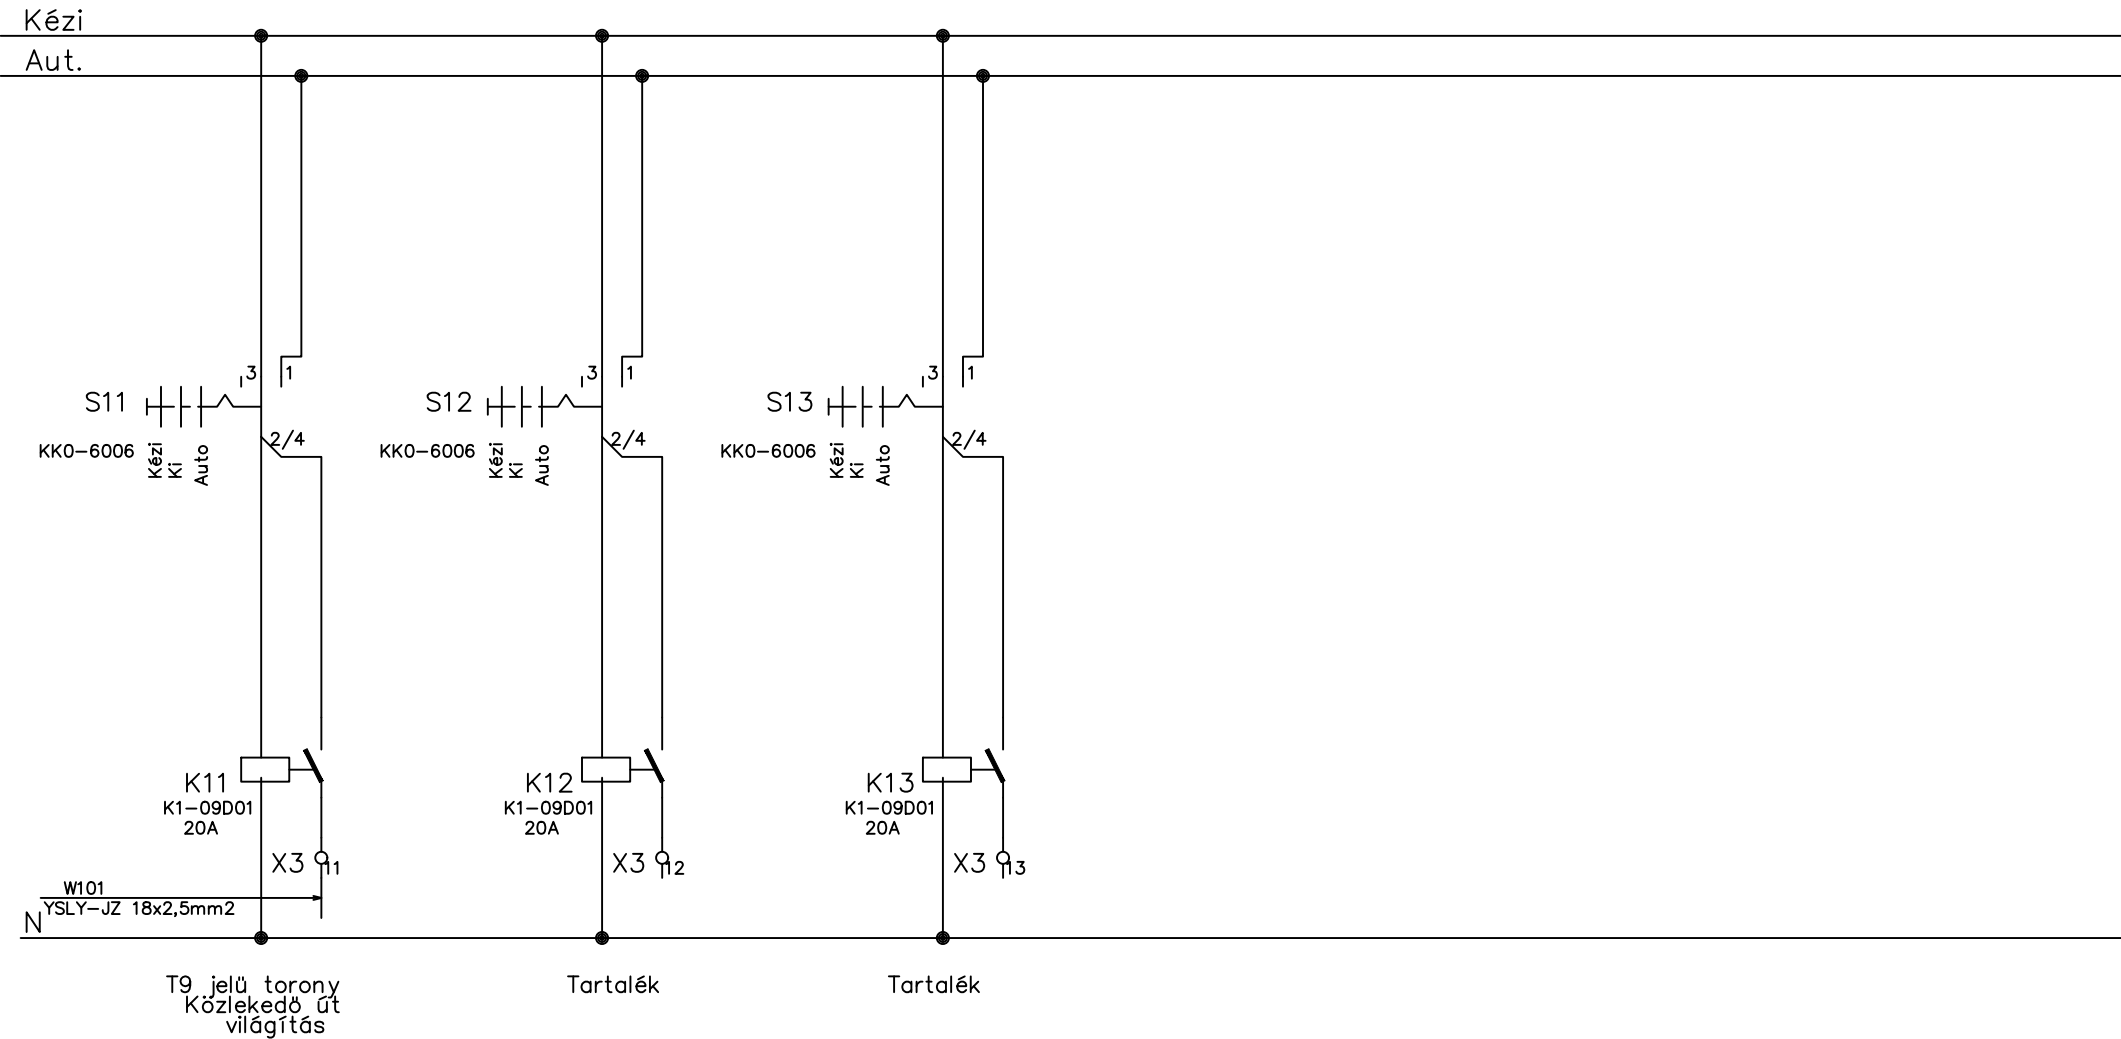 Kézi
Aut.
3
1
S11
2/4
KK0-6006
Kézi
Ki
Auto
3
1
S12
2/4
KK0-6006
Kézi
Ki
Auto
3
1
S13
2/4
KK0-6006
Kézi
Ki
Auto
K11
K1-09D01
20A
X3
11
K12
K1-09D01
20A
X3
12
K13
K1-09D01
20A
X3
13
W101
YSLY-JZ 18x2,5mm2
N
T9 jelü torony
Közlekedö út
világítás
Tartalék
Tartalék